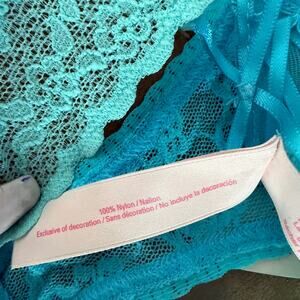 100% Nylon / Nailon
Exclusive of decoration / Sans décoration / No incluye la decoración